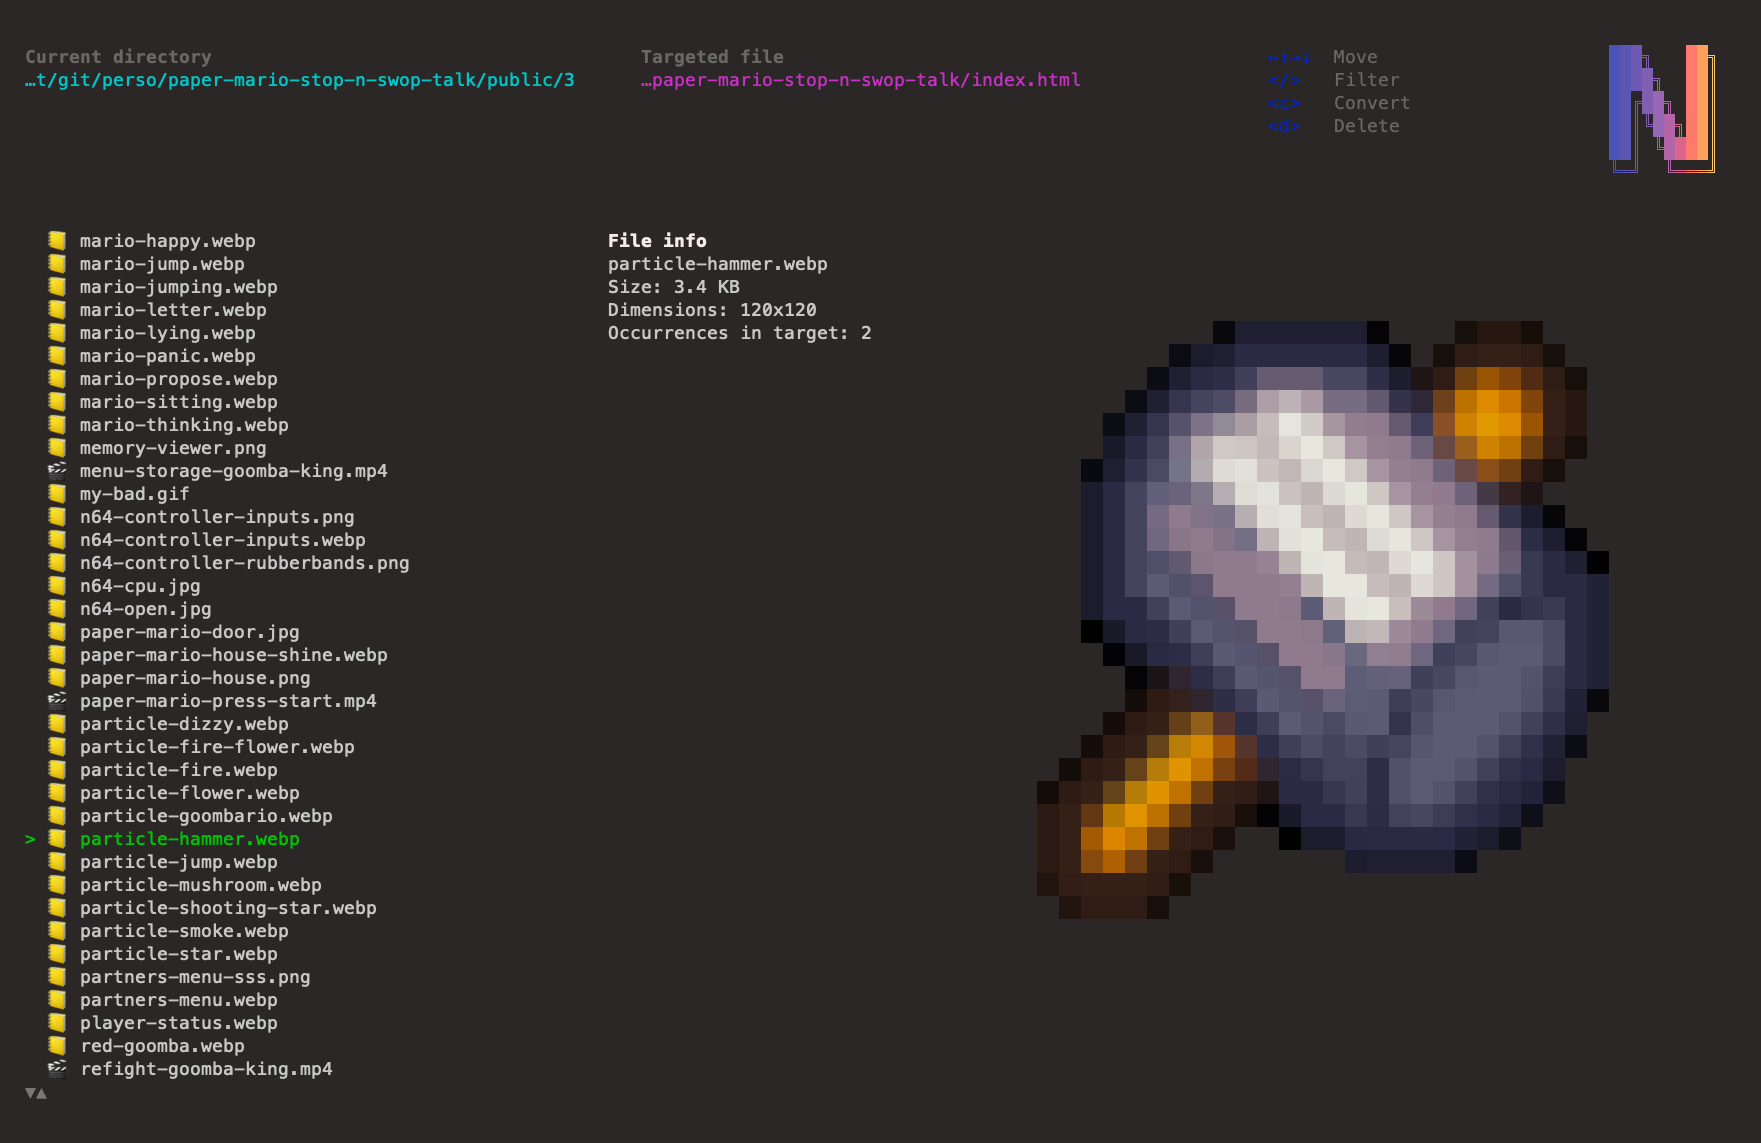 Current directory
…t/git/perso/paper-mario-stop-n-swop-talk/public/3
Targeted file
…paper-mario-stop-n-swop-talk/index.html
←↑→↓ Move
</> Filter
<c> Convert
<d> Delete
mario-happy.webp
mario-jump.webp
mario-jumping.webp
mario-letter.webp
mario-lying.webp
mario-panic.webp
mario-propose.webp
mario-sitting.webp
mario-thinking.webp
memory-viewer.png
menu-storage-goomba-king.mp4
my-bad.gif
n64-controller-inputs.png
n64-controller-inputs.webp
n64-controller-rubberbands.png
n64-cpu.jpg
n64-open.jpg
paper-mario-door.jpg
paper-mario-house-shine.webp
paper-mario-house.png
paper-mario-press-start.mp4
particle-dizzy.webp
particle-fire-flower.webp
particle-fire.webp
particle-flower.webp
particle-goombario.webp
> particle-hammer.webp
particle-jump.webp
particle-mushroom.webp
particle-shooting-star.webp
particle-smoke.webp
particle-star.webp
partners-menu-sss.png
partners-menu.webp
player-status.webp
red-goomba.webp
refight-goomba-king.mp4
▼▲
File info
particle-hammer.webp
Size: 3.4 KB
Dimensions: 120x120
Occurrences in target: 2
N